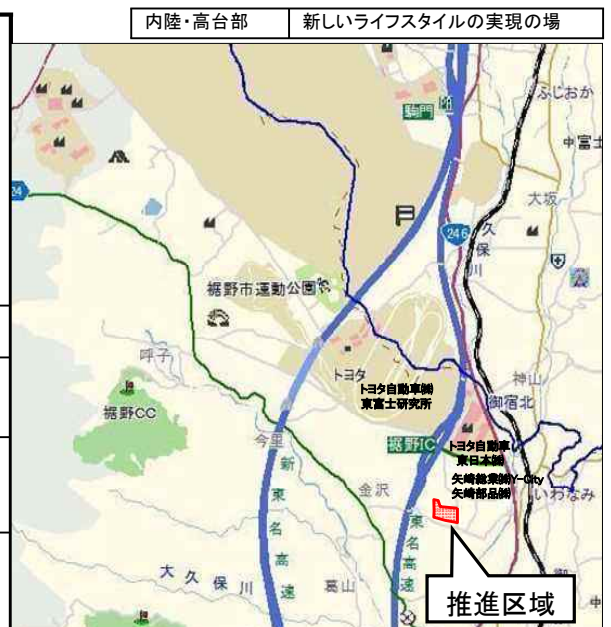 内陸・高台部 新しいライフスタイルの実現の場
ふじおか
駒門
中富士
24
大坂
246
久保川
裾野市運動公園
呼子
トヨタ
トヨタ自動車㈱
東富士研究所
神山
御宿北
裾野CC
今里
裾野IC
トヨタ自動車
東日本㈱
新東名高速
金沢
矢崎総業㈱Y-City
矢崎部品㈱
いわなみ
東名高速
大久保川
葛山
御
中
推進区域